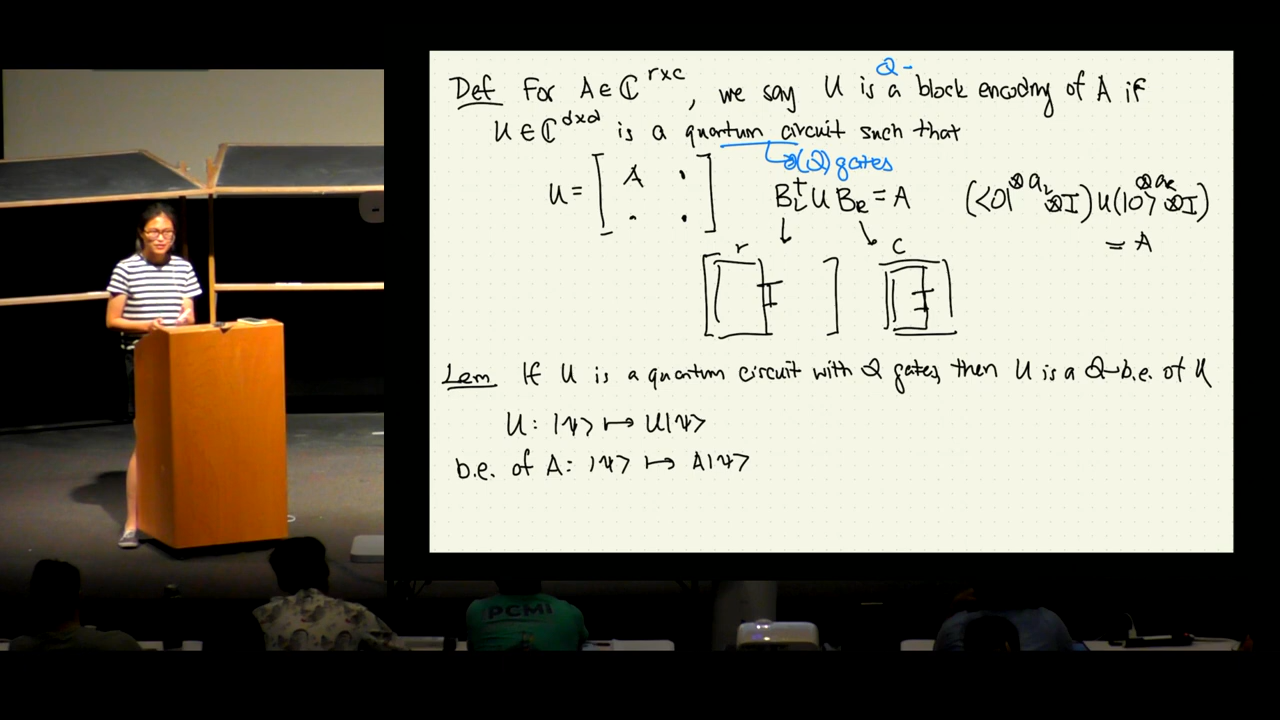 Q-
Def For A ∈ ℂ^{r×c}, we say U is a block encoding of A if
U ∈ ℂ^{d×d} is a quantum circuit such that
↳ O(Q) gates
U = [ A · · · ] B_L^† U B_R = A (⟨0|^{⊗a_L} ⊗ I) U (|0⟩^{⊗a_R} ⊗ I)
= A
r c
I I
Lem If U is a quantum circuit with Q gates, then U is a Q-b.e. of U
U: |ψ⟩ ↦ U|ψ⟩
b.e. of A: |ψ⟩ ↦ A|ψ⟩
PCMI